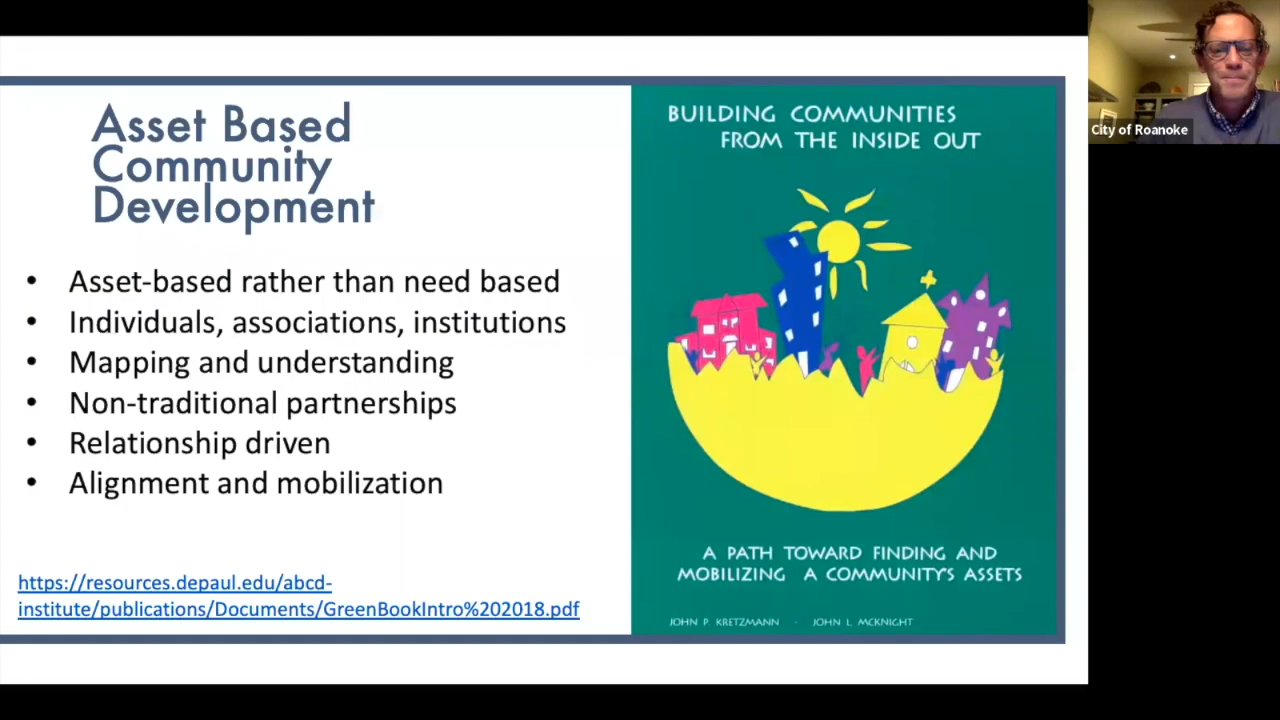 Asset Based
Community
Development
• Asset-based rather than need based
• Individuals, associations, institutions
• Mapping and understanding
• Non-traditional partnerships
• Relationship driven
• Alignment and mobilization
https://resources.depaul.edu/abcd-
institute/publications/Documents/GreenBookIntro%202018.pdf
BUILDING COMMUNITIES
FROM THE INSIDE OUT
A PATH TOWARD FINDING AND
MOBILIZING A COMMUNITY'S ASSETS
JOHN P. KRETZMANN · JOHN L. MCKNIGHT
City of Roanoke